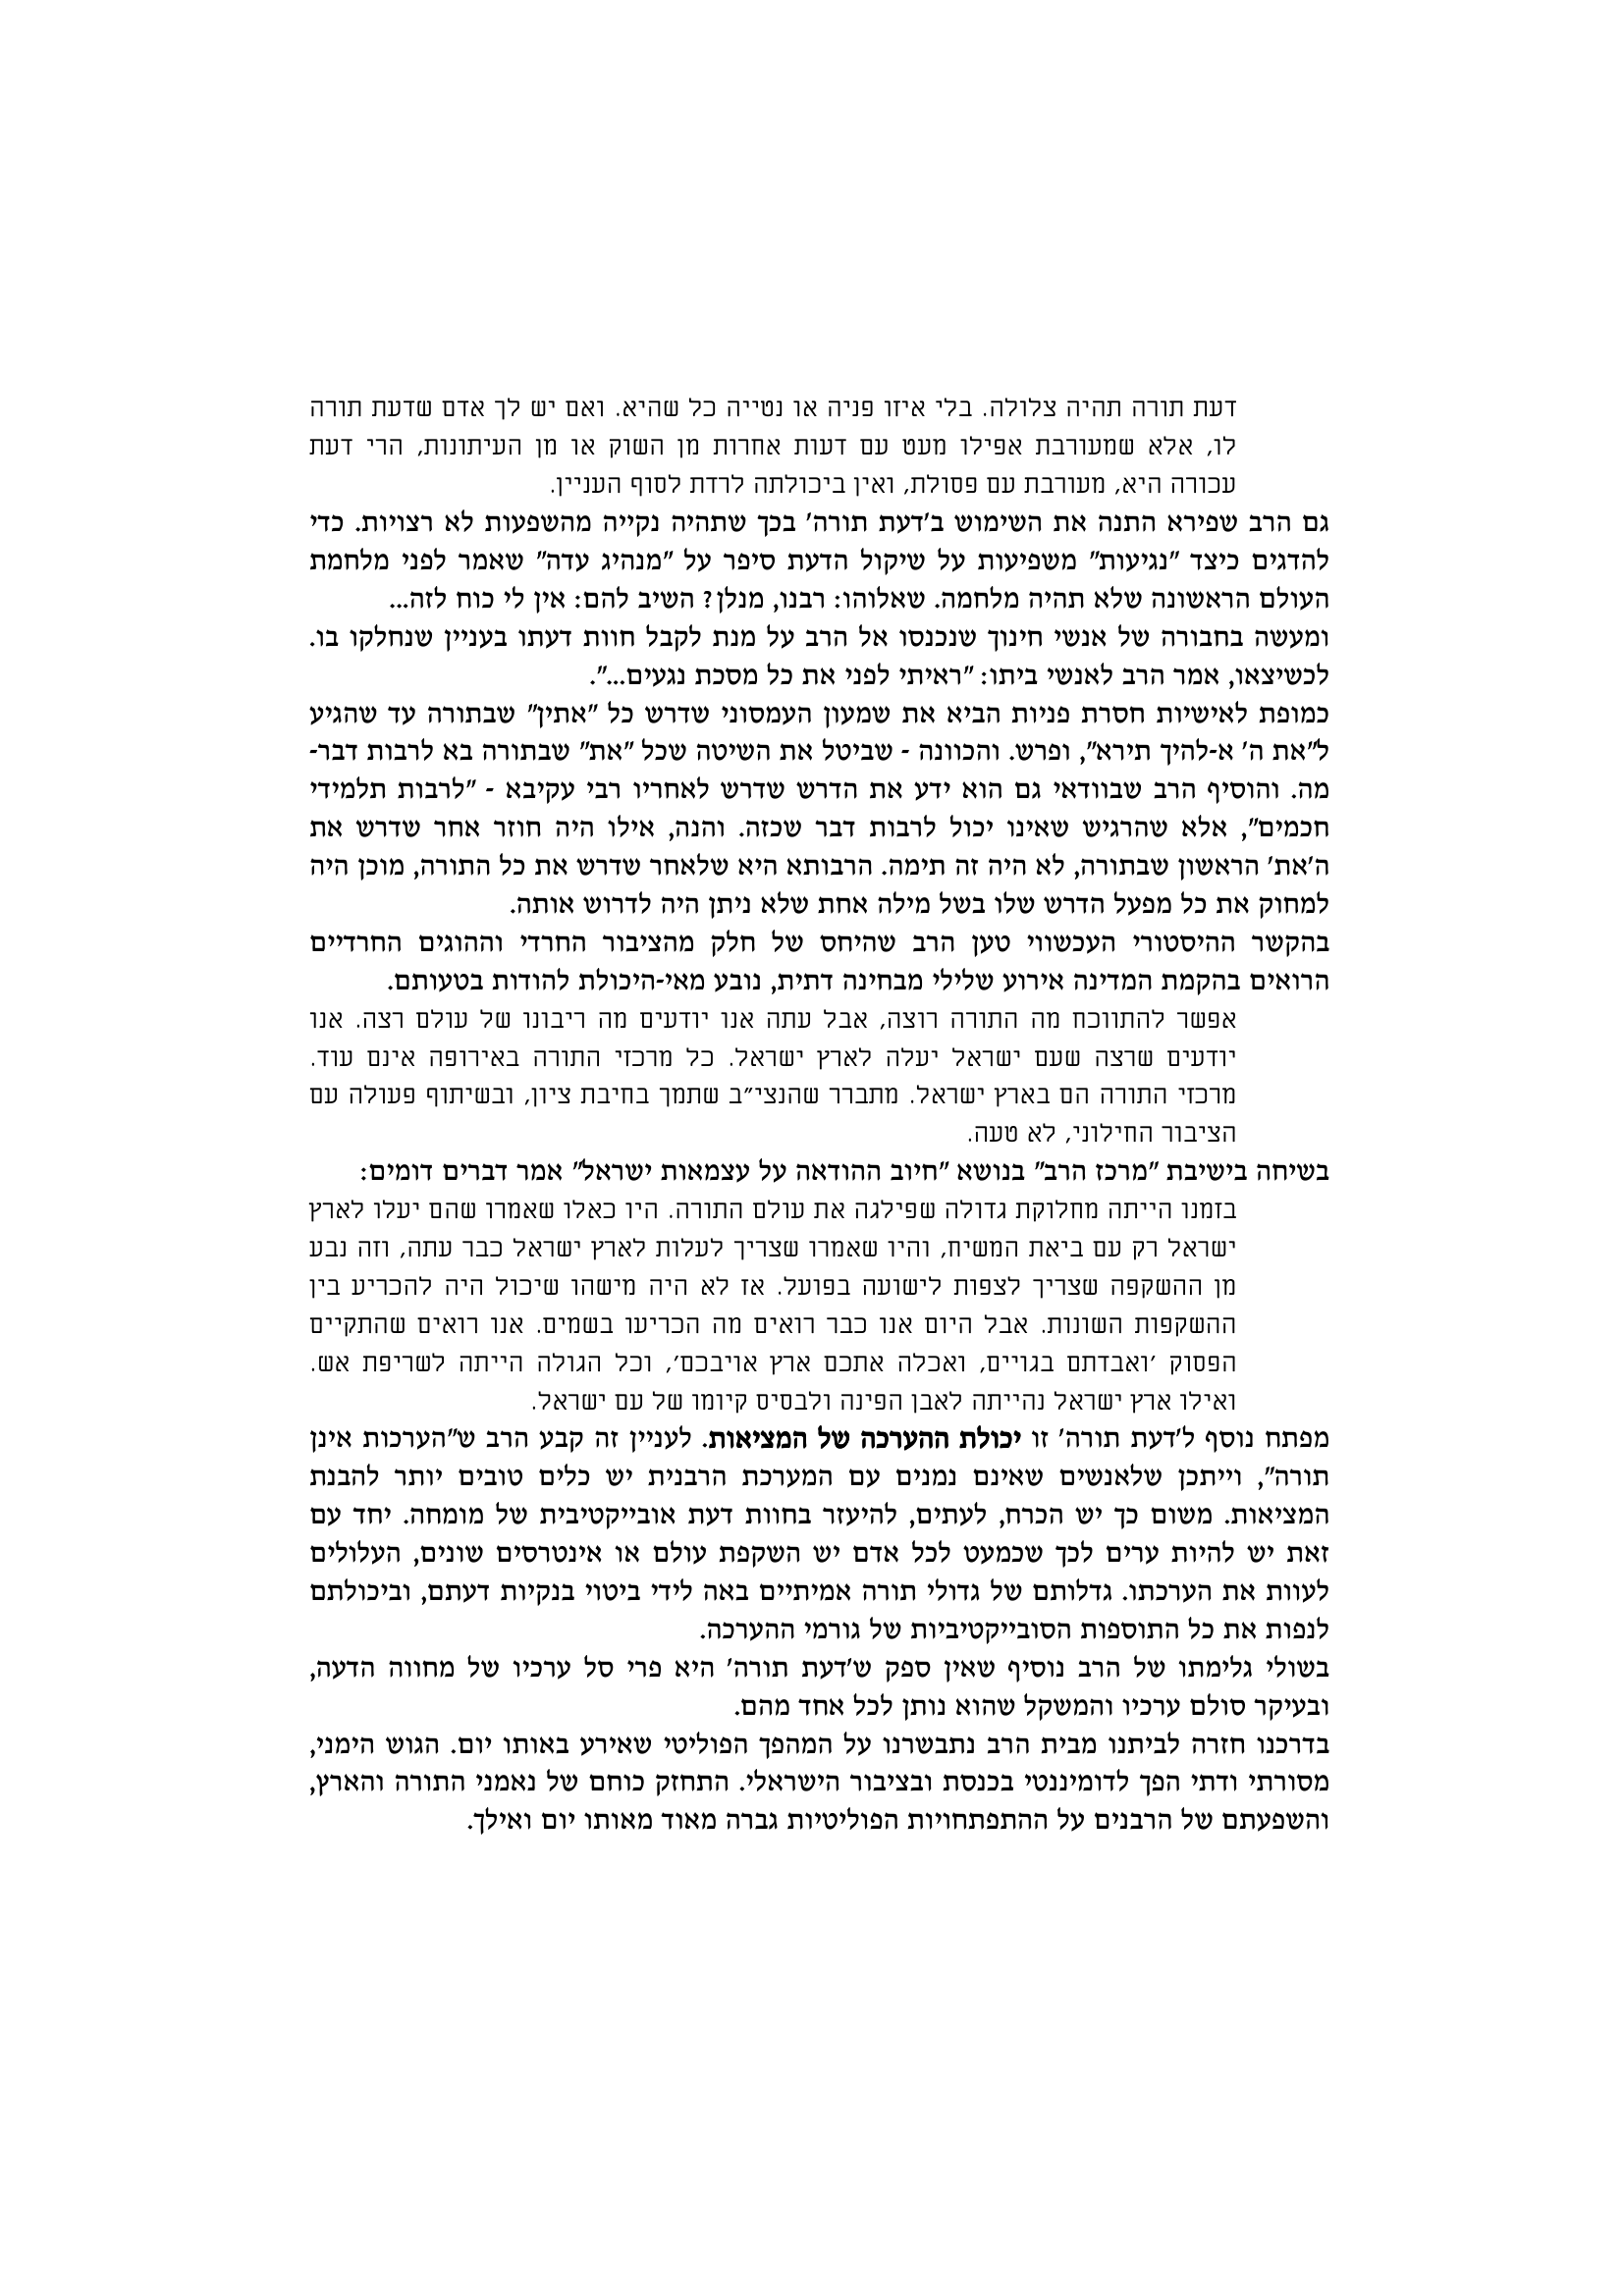 דעת תורה תהיה צלולה. בלי איזו פניה או נטייה כל שהיא. ואם יש לך אדם שדעת תורה
לו, אלא שמעורבת אפילו מעט עם דעות אחרות מן השוק או מן העיתונות, הרי דעת
עכורה היא, מעורבת עם פסולת, ואין ביכולתה לרדת לסוף העניין.
גם הרב שפירא התנה את השימוש ב'דעת תורה' בכך שתהיה נקייה מהשפעות לא רצויות. כדי
להדגים כיצד "נגיעות" משפיעות על שיקול הדעת סיפר על "מנהיג עדה" שאמר לפני מלחמת
העולם הראשונה שלא תהיה מלחמה. שאלוהו: רבנו, מנלן? השיב להם: אין לי כוח לזה...
ומעשה בחבורה של אנשי חינוך שנכנסו אל הרב על מנת לקבל חוות דעתו בעניין שנחלקו בו.
לכשיצאו, אמר הרב לאנשי ביתו: "ראיתי לפני את כל מסכת נגעים...".
כמופת לאישיות חסרת פניות הביא את שמעון העמסוני שדרש כל "אתין" שבתורה עד שהגיע
ל"את ה' א-להיך תירא", ופרש. והכוונה - שביטל את השיטה שכל "את" שבתורה בא לרבות דבר-
מה. והוסיף הרב שבוודאי גם הוא ידע את הדרש שדרש לאחריו רבי עקיבא - "לרבות תלמידי
חכמים", אלא שהרגיש שאינו יכול לרבות דבר שכזה. והנה, אילו היה חוזר אחר שדרש את
ה'את' הראשון שבתורה, לא היה זה תימה. הרבותא היא שלאחר שדרש את כל התורה, מוכן היה
למחוק את כל מפעל הדרש שלו בשל מילה אחת שלא ניתן היה לדרוש אותה.
בהקשר ההיסטורי העכשווי טען הרב שהיחס של חלק מהציבור החרדי וההוגים החרדיים
הרואים בהקמת המדינה אירוע שלילי מבחינה דתית, נובע מאי-היכולת להודות בטעותם.
אפשר להתווכח מה התורה רוצה, אבל עתה אנו יודעים מה ריבונו של עולם רצה. אנו
יודעים שרצה שעם ישראל יעלה לארץ ישראל. כל מרכזי התורה באירופה אינם עוד.
מרכזי התורה הם בארץ ישראל. מתברר שהנצי״ב שתמך בחיבת ציון, ובשיתוף פעולה עם
הציבור החילוני, לא טעה.
בשיחה בישיבת "מרכז הרב" בנושא "חיוב ההודאה על עצמאות ישראל" אמר דברים דומים:
בזמנו הייתה מחלוקת גדולה שפילגה את עולם התורה. היו כאלו שאמרו שהם יעלו לארץ
ישראל רק עם ביאת המשיח, והיו שאמרו שצריך לעלות לארץ ישראל כבר עתה, וזה נבע
מן ההשקפה שצריך לצפות לישועה בפועל. אז לא היה מישהו שיכול היה להכריע בין
ההשקפות השונות. אבל היום אנו כבר רואים מה הכריעו בשמים. אנו רואים שהתקיים
הפסוק ׳ואבדתם בגויים, ואכלה אתכם ארץ אויבכם׳, וכל הגולה הייתה לשריפת אש.
ואילו ארץ ישראל נהייתה לאבן הפינה ולבסיס קיומו של עם ישראל.
מפתח נוסף ל'דעת תורה' זו יכולת ההערכה של המציאות. לעניין זה קבע הרב ש"הערכות אינן
תורה", וייתכן שלאנשים שאינם נמנים עם המערכת הרבנית יש כלים טובים יותר להבנת
המציאות. משום כך יש הכרח, לעתים, להיעזר בחוות דעת אובייקטיבית של מומחה. יחד עם
זאת יש להיות ערים לכך שכמעט לכל אדם יש השקפת עולם או אינטרסים שונים, העלולים
לעוות את הערכתו. גדלותם של גדולי תורה אמיתיים באה לידי ביטוי בנקיות דעתם, וביכולתם
לנפות את כל התוספות הסובייקטיביות של גורמי ההערכה.
בשולי גלימתו של הרב נוסיף שאין ספק ש'דעת תורה' היא פרי סל ערכיו של מחווה הדעה,
ובעיקר סולם ערכיו והמשקל שהוא נותן לכל אחד מהם.
בדרכנו חזרה לביתנו מבית הרב נתבשרנו על המהפך הפוליטי שאירע באותו יום. הגוש הימני,
מסורתי ודתי הפך לדומיננטי בכנסת ובציבור הישראלי. התחזק כוחם של נאמני התורה והארץ,
והשפעתם של הרבנים על ההתפתחויות הפוליטיות גברה מאוד מאותו יום ואילך.